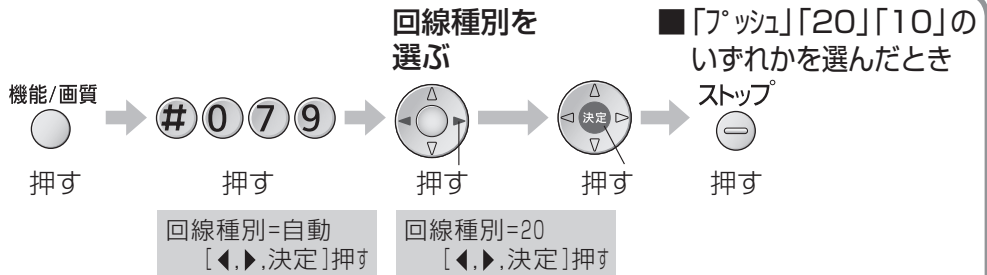 回線種別を
選ぶ
■「プッシュ」「20」「10」の
いずれかを選んだとき
機能/画質
#079
決定
ストップ
押す
押す
押す
押す
押す
回線種別=自動
[◀,▶,決定]押す
回線種別=20
[◀,▶,決定]押す